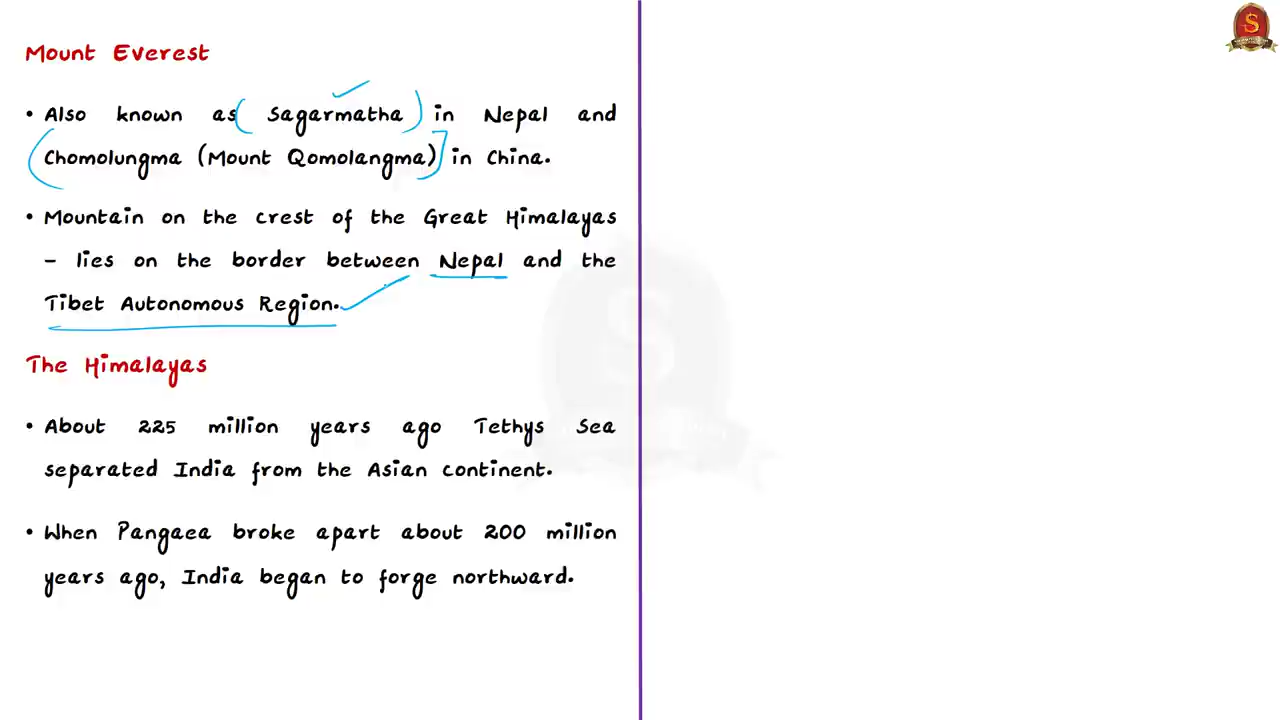 Mount Everest
• Also known as Sagarmatha in Nepal and
Chomolungma (Mount Qomolangma) in China.
• Mountain on the crest of the Great Himalayas
- lies on the border between Nepal and the
Tibet Autonomous Region.
The Himalayas
• About 225 million years ago Tethys Sea
separated India from the Asian continent.
• When Pangaea broke apart about 200 million
years ago, India began to forge northward.
S